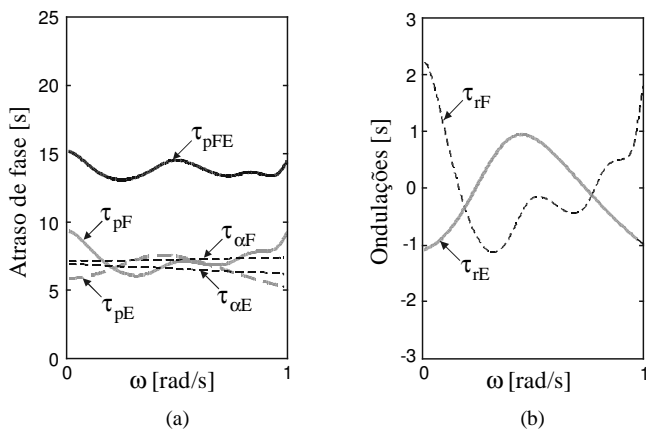 25
20
15
10
5
0
Atraso de fase [s]
τpFE
τpF
ταF
τpE
ταE
0
ω [rad/s]
1
(a)
3
2
1
0
-1
-2
-3
Ondulações [s]
τrF
τrE
0
ω [rad/s]
1
(b)